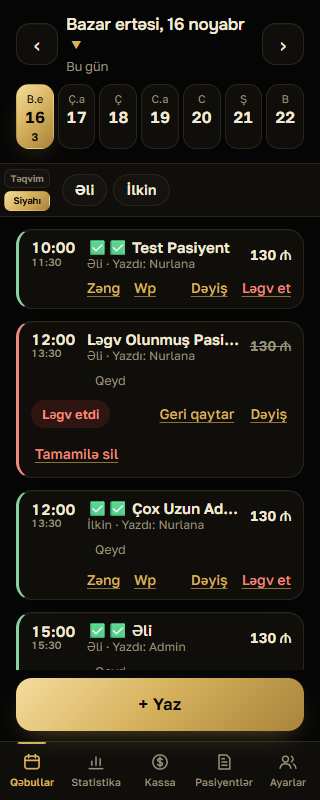 ‹
Bazar ertəsi, 16 noyabr
▼
Bu gün
›
B.e
16
3
Ç.a
17
Ç
18
C.a
19
C
20
Ş
21
B
22
Təqvim
Siyahı
Əli
İlkin
10:00 ✅ ✅ Test Pasiyent 130 ₼
11:30 Əli · Yazdı: Nurlana
Zəng Wp Dəyiş Ləğv et
12:00 Ləğv Olunmuş Pasi... 130 ₼
13:30 Əli · Yazdı: Nurlana
Qeyd
Ləğv etdi Geri qaytar Dəyiş
Tamamilə sil
12:00 ✅ ✅ Çox Uzun Ad... 130 ₼
13:30 İlkin · Yazdı: Nurlana
Qeyd
Zəng Wp Dəyiş Ləğv et
15:00 ✅ ✅ Əli 130 ₼
15:30 Əli · Yazdı: Admin
+ Yaz
Qəbullar Statistika Kassa Pasiyentlər Ayarlar